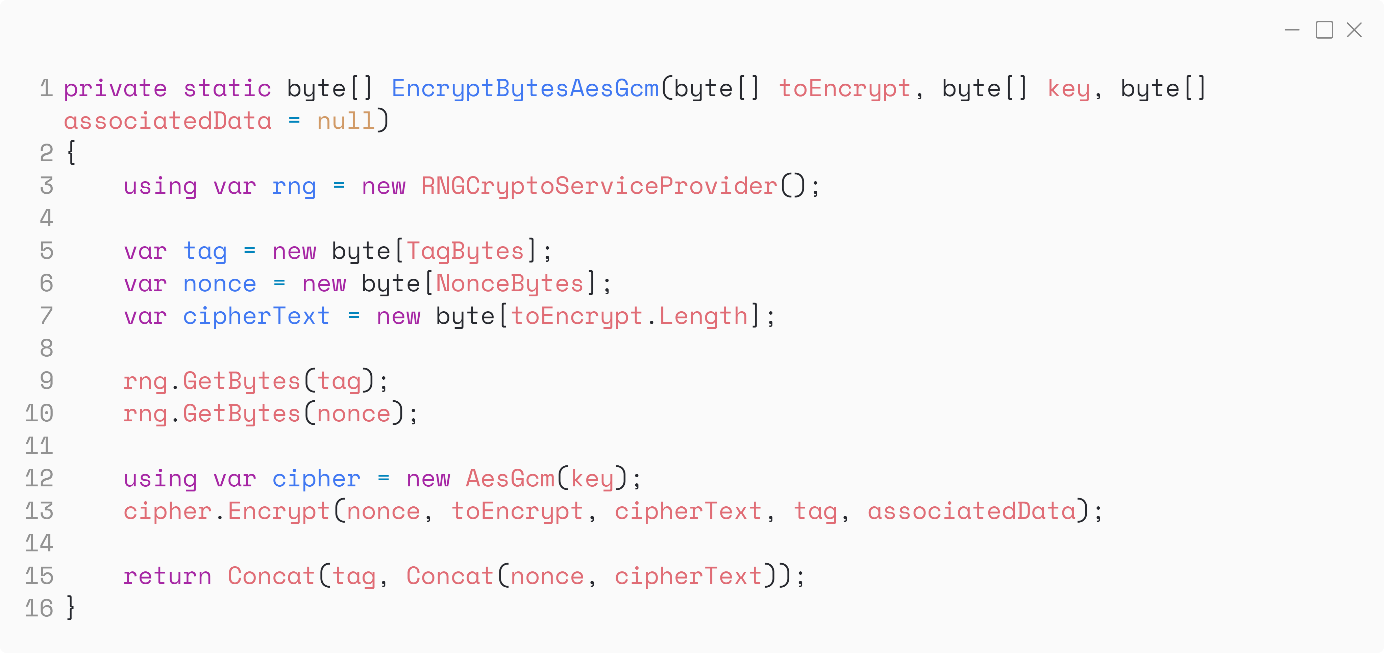 1 private static byte[] EncryptBytesAesGcm(byte[] toEncrypt, byte[] key, byte[]
associatedData = null)
2 {
3     using var rng = new RNGCryptoServiceProvider();
4
5     var tag = new byte[TagBytes];
6     var nonce = new byte[NonceBytes];
7     var cipherText = new byte[toEncrypt.Length];
8
9     rng.GetBytes(tag);
10     rng.GetBytes(nonce);
11
12     using var cipher = new AesGcm(key);
13     cipher.Encrypt(nonce, toEncrypt, cipherText, tag, associatedData);
14
15     return Concat(tag, Concat(nonce, cipherText));
16 }